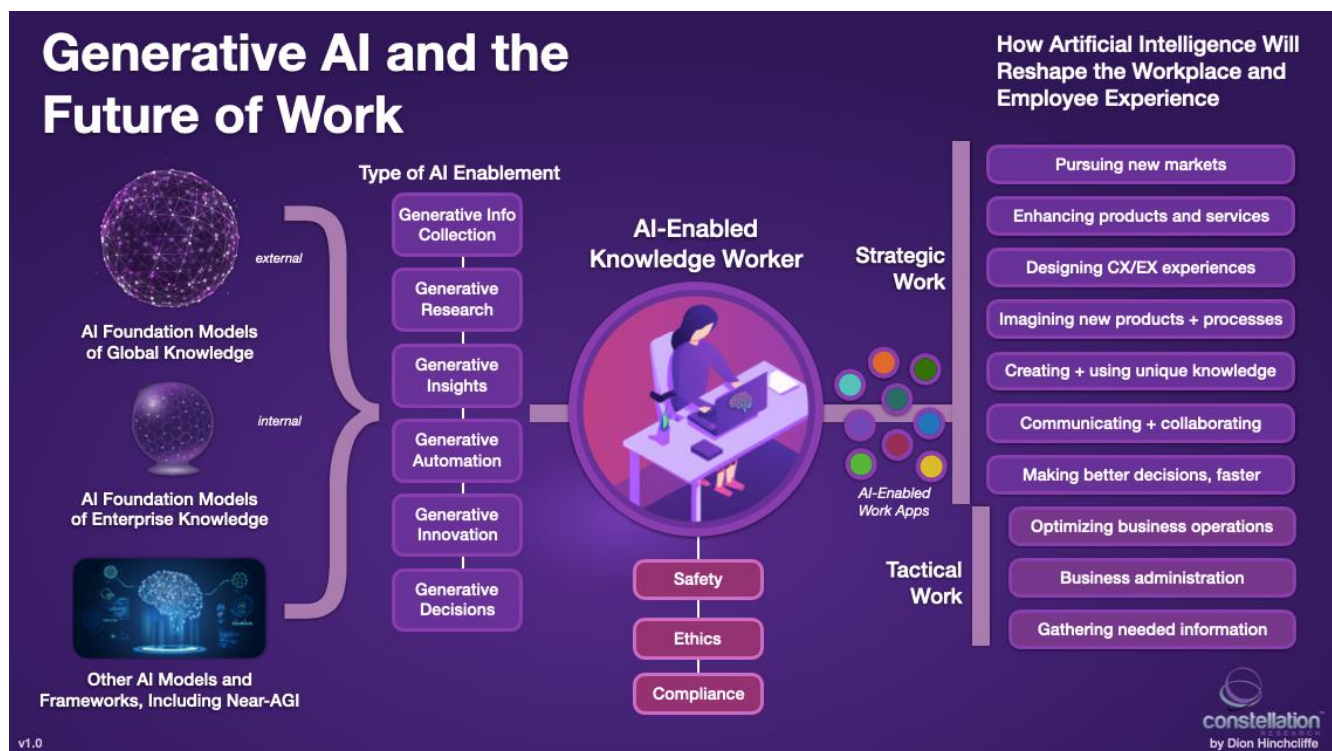 Generative AI and the
Future of Work
How Artificial Intelligence Will
Reshape the Workplace and
Employee Experience
external
AI Foundation Models
of Global Knowledge
internal
AI Foundation Models
of Enterprise Knowledge
Other AI Models and
Frameworks, Including Near-AGI
Type of AI Enablement
Generative Info
Collection
Generative
Research
Generative
Insights
Generative
Automation
Generative
Innovation
Generative
Decisions
AI-Enabled
Knowledge Worker
Safety
Ethics
Compliance
AI-Enabled
Work Apps
Strategic
Work
Pursuing new markets
Enhancing products and services
Designing CX/EX experiences
Imagining new products + processes
Creating + using unique knowledge
Communicating + collaborating
Making better decisions, faster
Tactical
Work
Optimizing business operations
Business administration
Gathering needed information
constellation™
RESEARCH
by Dion Hinchcliffe
v1.0